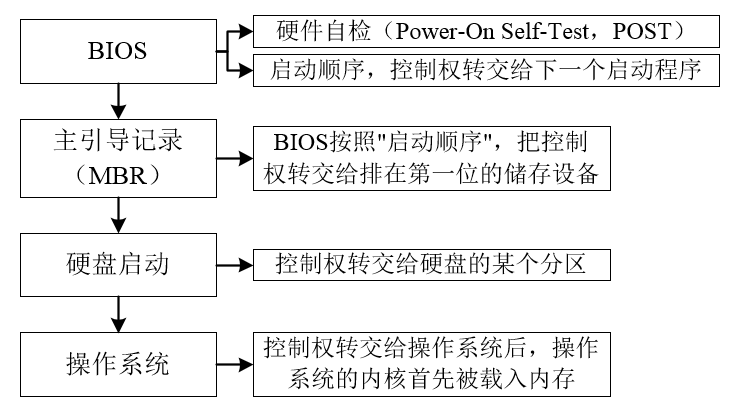 BIOS
硬件自检（Power-On Self-Test，POST）
启动顺序，控制权转交给下一个启动程序
主引导记录
（MBR）
BIOS按照"启动顺序"，把控制
权转交给排在第一位的储存设备
硬盘启动
控制权转交给硬盘的某个分区
操作系统
控制权转交给操作系统后，操作
系统的内核首先被载入内存